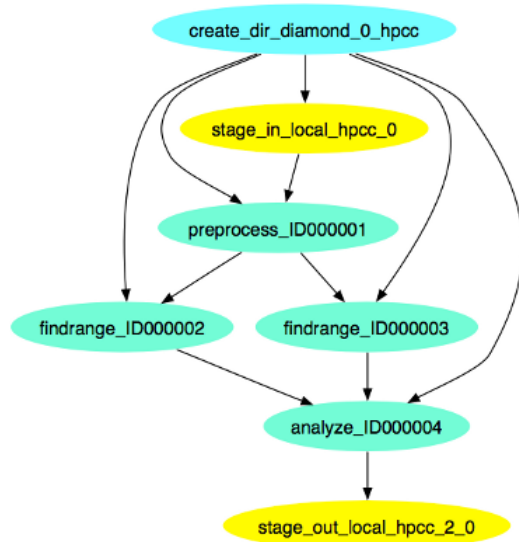 create_dir_diamond_0_hpcc
stage_in_local_hpcc_0
preprocess_ID000001
findrange_ID000002
findrange_ID000003
analyze_ID000004
stage_out_local_hpcc_2_0